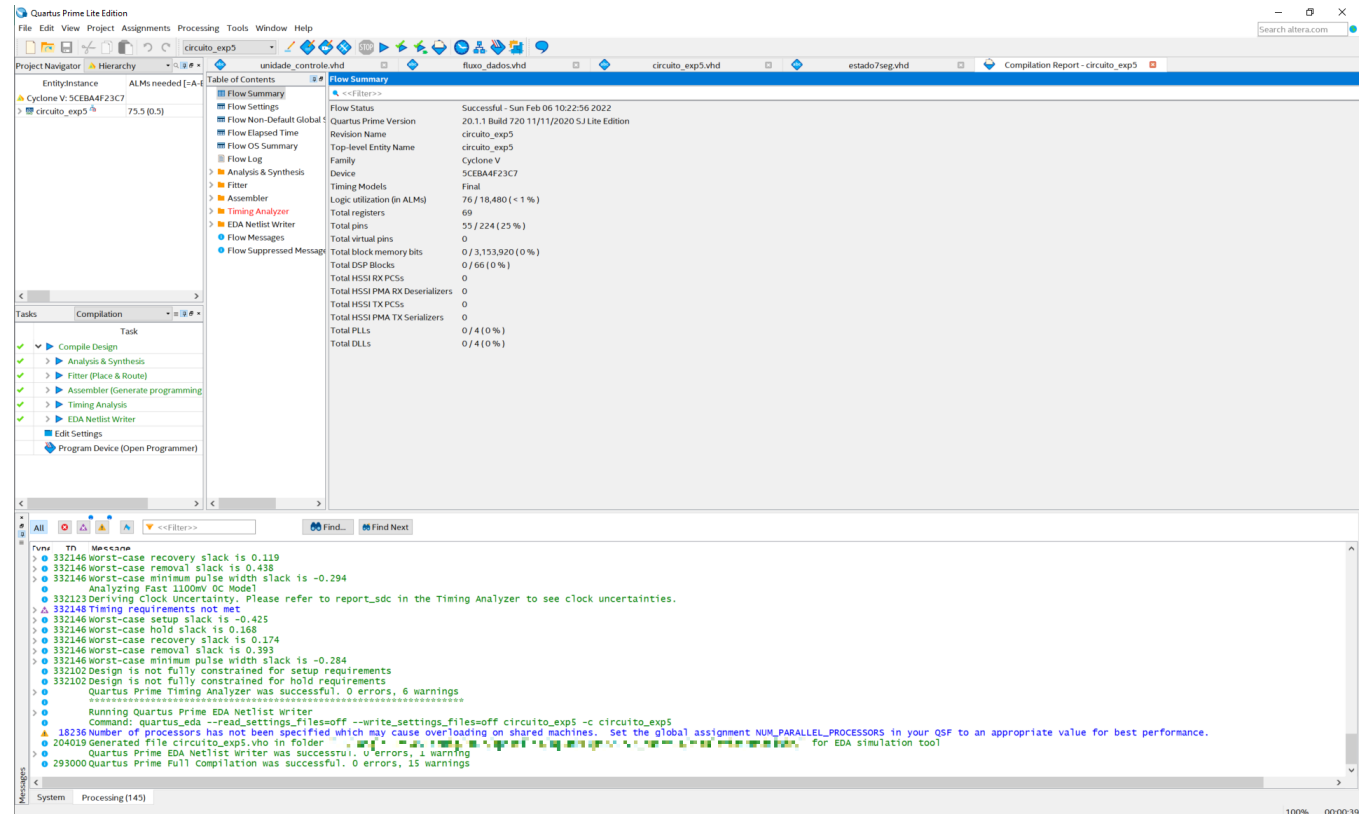 Quartus Prime Lite Edition
File Edit View Project Assignments Processing Tools Window Help
Search altera.com
circuito_exp5
STOP
Project Navigator Hierarchy
unidade_controle.vhd
fluxo_dados.vhd
circuito_exp5.vhd
estado7seg.vhd
Compilation Report - circuito_exp5
Entity:Instance ALMs needed [=A-B
Cyclone V: 5CEBA4F23C7
circuito_exp5 75.5 (0.5)
Table of Contents
Flow Summary
Flow Settings
Flow Non-Default Global S
Flow Elapsed Time
Flow OS Summary
Flow Log
Analysis & Synthesis
Fitter
Assembler
Timing Analyzer
EDA Netlist Writer
Flow Messages
Flow Suppressed Message
Flow Summary
<<Filter>>
Flow Status Successful - Sun Feb 06 10:22:56 2022
Quartus Prime Version 20.1.1 Build 720 11/11/2020 SJ Lite Edition
Revision Name circuito_exp5
Top-level Entity Name circuito_exp5
Family Cyclone V
Device 5CEBA4F23C7
Timing Models Final
Logic utilization (in ALMs) 76 / 18,480 ( < 1 % )
Total registers 69
Total pins 55 / 224 ( 25 % )
Total virtual pins 0
Total block memory bits 0 / 3,153,920 ( 0 % )
Total DSP Blocks 0 / 66 ( 0 % )
Total HSSI RX PCSs 0
Total HSSI PMA RX Deserializers 0
Total HSSI TX PCSs 0
Total HSSI PMA TX Serializers 0
Total PLLs 0 / 4 ( 0 % )
Total DLLs 0 / 4 ( 0 % )
Tasks Compilation
Task
Compile Design
Analysis & Synthesis
Fitter (Place & Route)
Assembler (Generate programming
Timing Analysis
EDA Netlist Writer
Edit Settings
Program Device (Open Programmer)
All
<<Filter>>
Find...
Find Next
Type ID Message
332146 Worst-case recovery slack is 0.119
332146 Worst-case removal slack is 0.438
332146 Worst-case minimum pulse width slack is -0.294
Analyzing Fast 1100mV 0C Model
332123 Deriving Clock Uncertainty. Please refer to report_sdc in the Timing Analyzer to see clock uncertainties.
332148 Timing requirements not met
332146 Worst-case setup slack is -0.425
332146 Worst-case hold slack is 0.168
332146 Worst-case recovery slack is 0.174
332146 Worst-case removal slack is 0.393
332146 Worst-case minimum pulse width slack is -0.284
332102 Design is not fully constrained for setup requirements
332102 Design is not fully constrained for hold requirements
Quartus Prime Timing Analyzer was successful. 0 errors, 6 warnings
*******************************************************************
Running Quartus Prime EDA Netlist Writer
Command: quartus_eda --read_settings_files=off --write_settings_files=off circuito_exp5 -c circuito_exp5
18236 Number of processors has not been specified which may cause overloading on shared machines. Set the global assignment NUM_PARALLEL_PROCESSORS in your QSF to an appropriate value for best performance.
204019 Generated file circuito_exp5.vho in folder for EDA simulation tool
Quartus Prime EDA Netlist Writer was successful. 0 errors, 1 warning
293000 Quartus Prime Full Compilation was successful. 0 errors, 15 warnings
Messages
System Processing (145)
100% 00:00:39